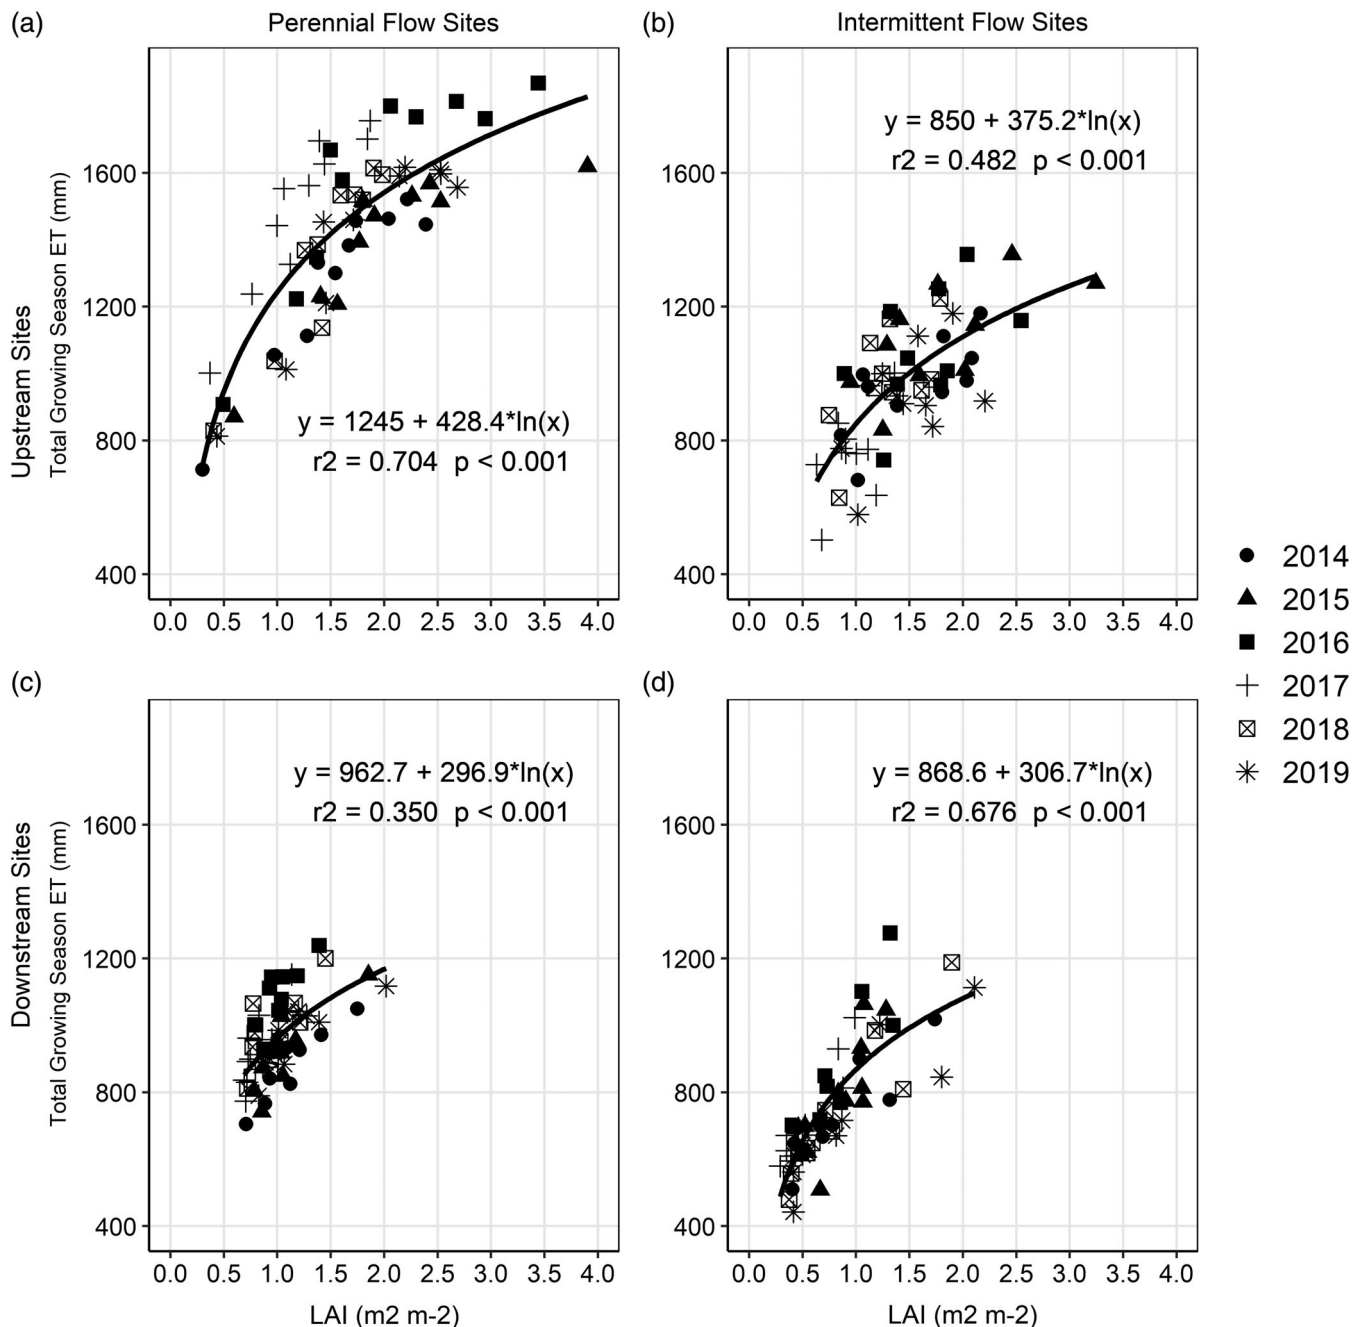 (a) Perennial Flow Sites
(b) Intermittent Flow Sites
Upstream Sites
Total Growing Season ET (mm)
1600
1200
800
400
y = 1245 + 428.4*ln(x)
r2 = 0.704 p < 0.001
0.0 0.5 1.0 1.5 2.0 2.5 3.0 3.5 4.0
1600
1200
800
400
y = 850 + 375.2*ln(x)
r2 = 0.482 p < 0.001
0.0 0.5 1.0 1.5 2.0 2.5 3.0 3.5 4.0
2014
2015
2016
2017
2018
2019
(c)
Downstream Sites
Total Growing Season ET (mm)
1600
1200
800
400
y = 962.7 + 296.9*ln(x)
r2 = 0.350 p < 0.001
0.0 0.5 1.0 1.5 2.0 2.5 3.0 3.5 4.0
LAI (m2 m-2)
(d)
1600
1200
800
400
y = 868.6 + 306.7*ln(x)
r2 = 0.676 p < 0.001
0.0 0.5 1.0 1.5 2.0 2.5 3.0 3.5 4.0
LAI (m2 m-2)